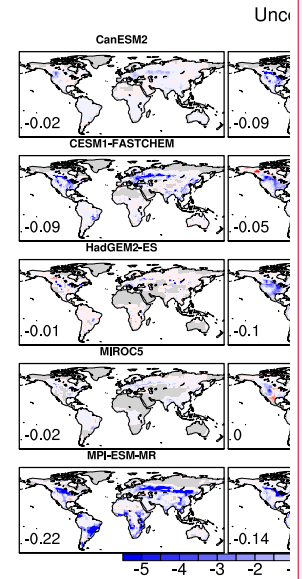 Unc
CanESM2
-0.02 -0.09
CESM1-FASTCHEM
-0.09 -0.05
HadGEM2-ES
-0.01 -0.1
MIROC5
-0.02 0
MPI-ESM-MR
-0.22 -0.14
-5 -4 -3 -2